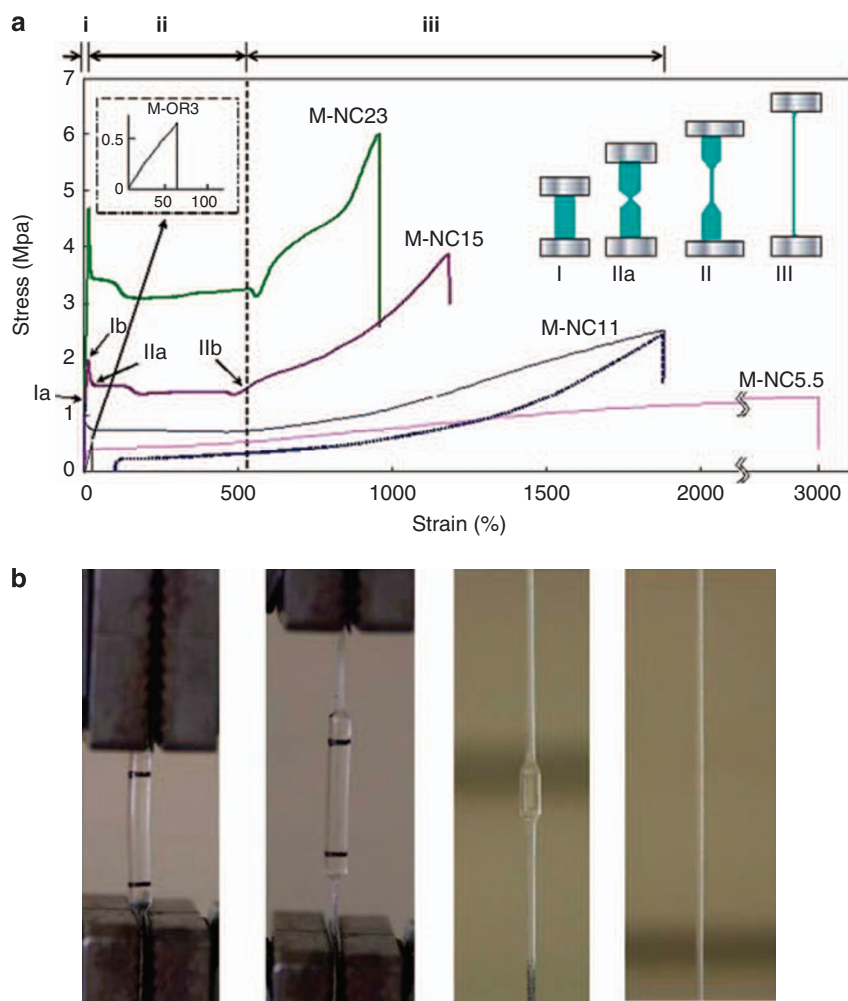 a
i ii iii
7
6
5
4
3
2
1
0
Stress (Mpa)
M-OR3
0.5
0
50 100
M-NC23
M-NC15
M-NC11
M-NC5.5
I IIa II III
Ib
IIa
IIb
Ia
0 500 1000 1500 2000 3000
Strain (%)
b